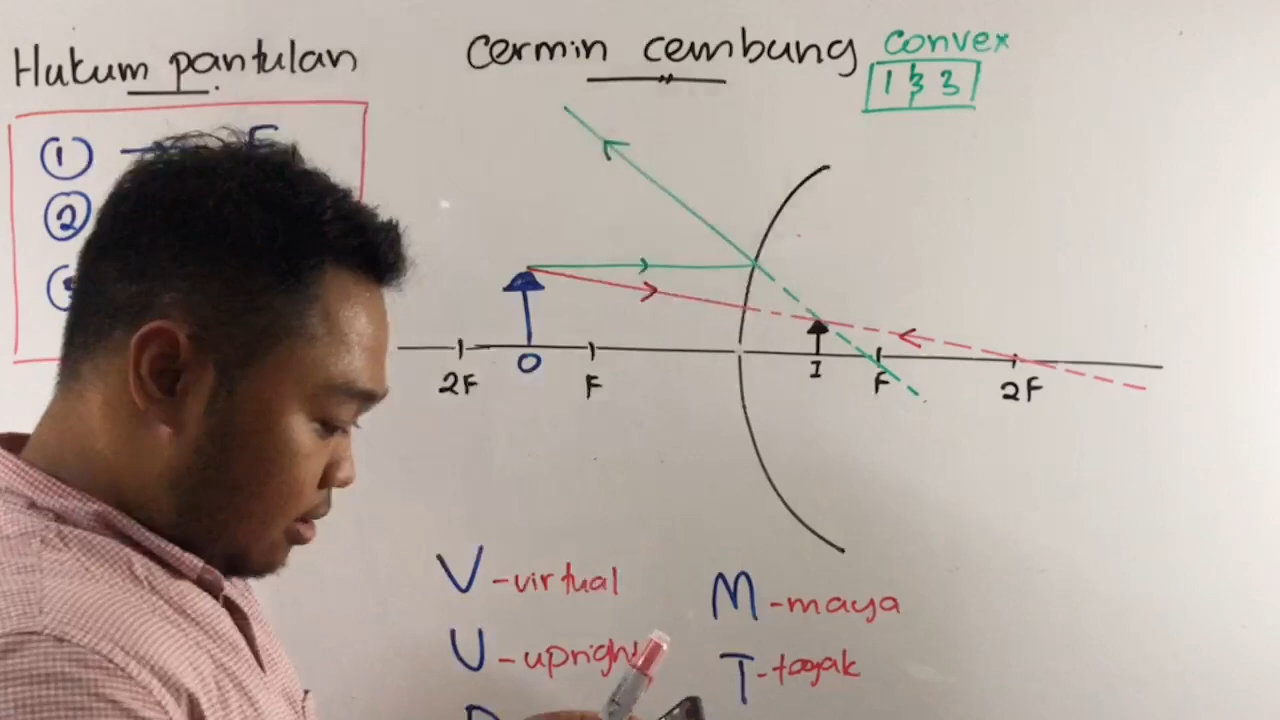 Hukum pantulan
Cermin cembung convex
1 & 3
1 F
2
3
2F O F I F 2F
V - virtual
M - maya
U - upright
T - tegak
D